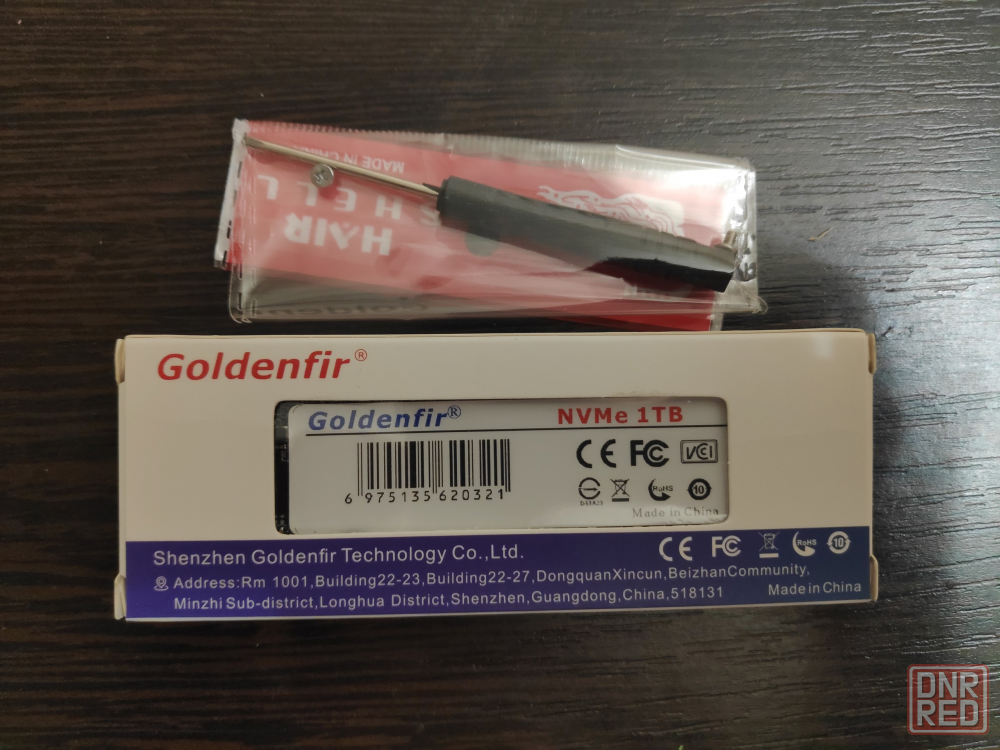 MADE IN CHINA
HAIR
SHELL
Goldenfir®
Goldenfir®
NVMe 1TB
CE FC VCI
6 975135 620321
RoHS
10
Made in China
Shenzhen Goldenfir Technology Co.,Ltd.
CE FC RoHS 10
Address:Rm 1001,Building22-23,Building22-27,DongquanXincun,BeizhanCommunity,
Minzhi Sub-district,Longhua District,Shenzhen,Guangdong,China,518131
Made in China
DNR
RED